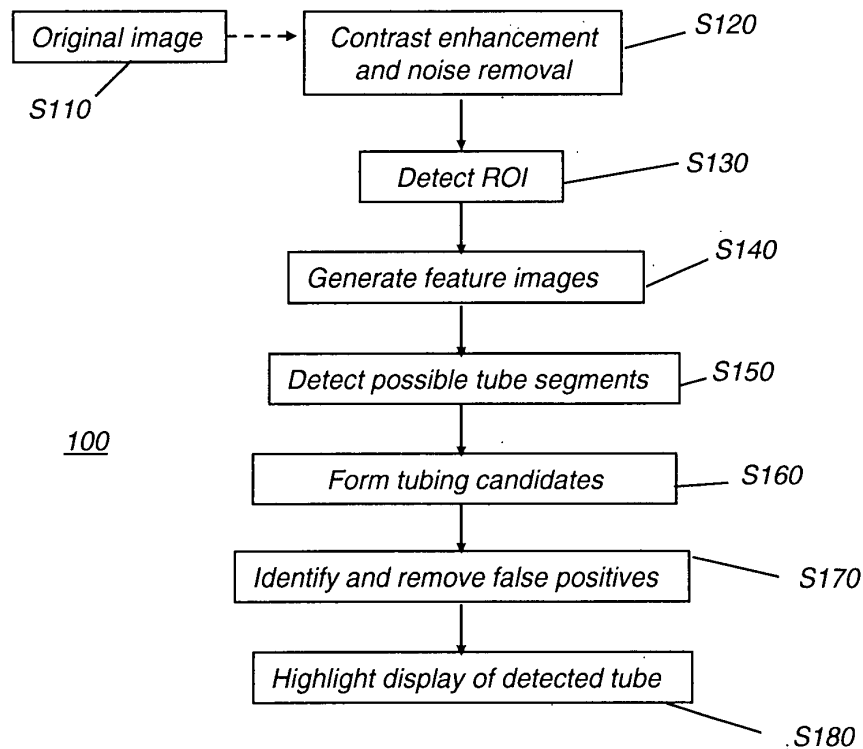 Original image
S110
Contrast enhancement
and noise removal
S120
Detect ROI
S130
Generate feature images
S140
Detect possible tube segments
S150
100
Form tubing candidates
S160
Identify and remove false positives
S170
Highlight display of detected tube
S180